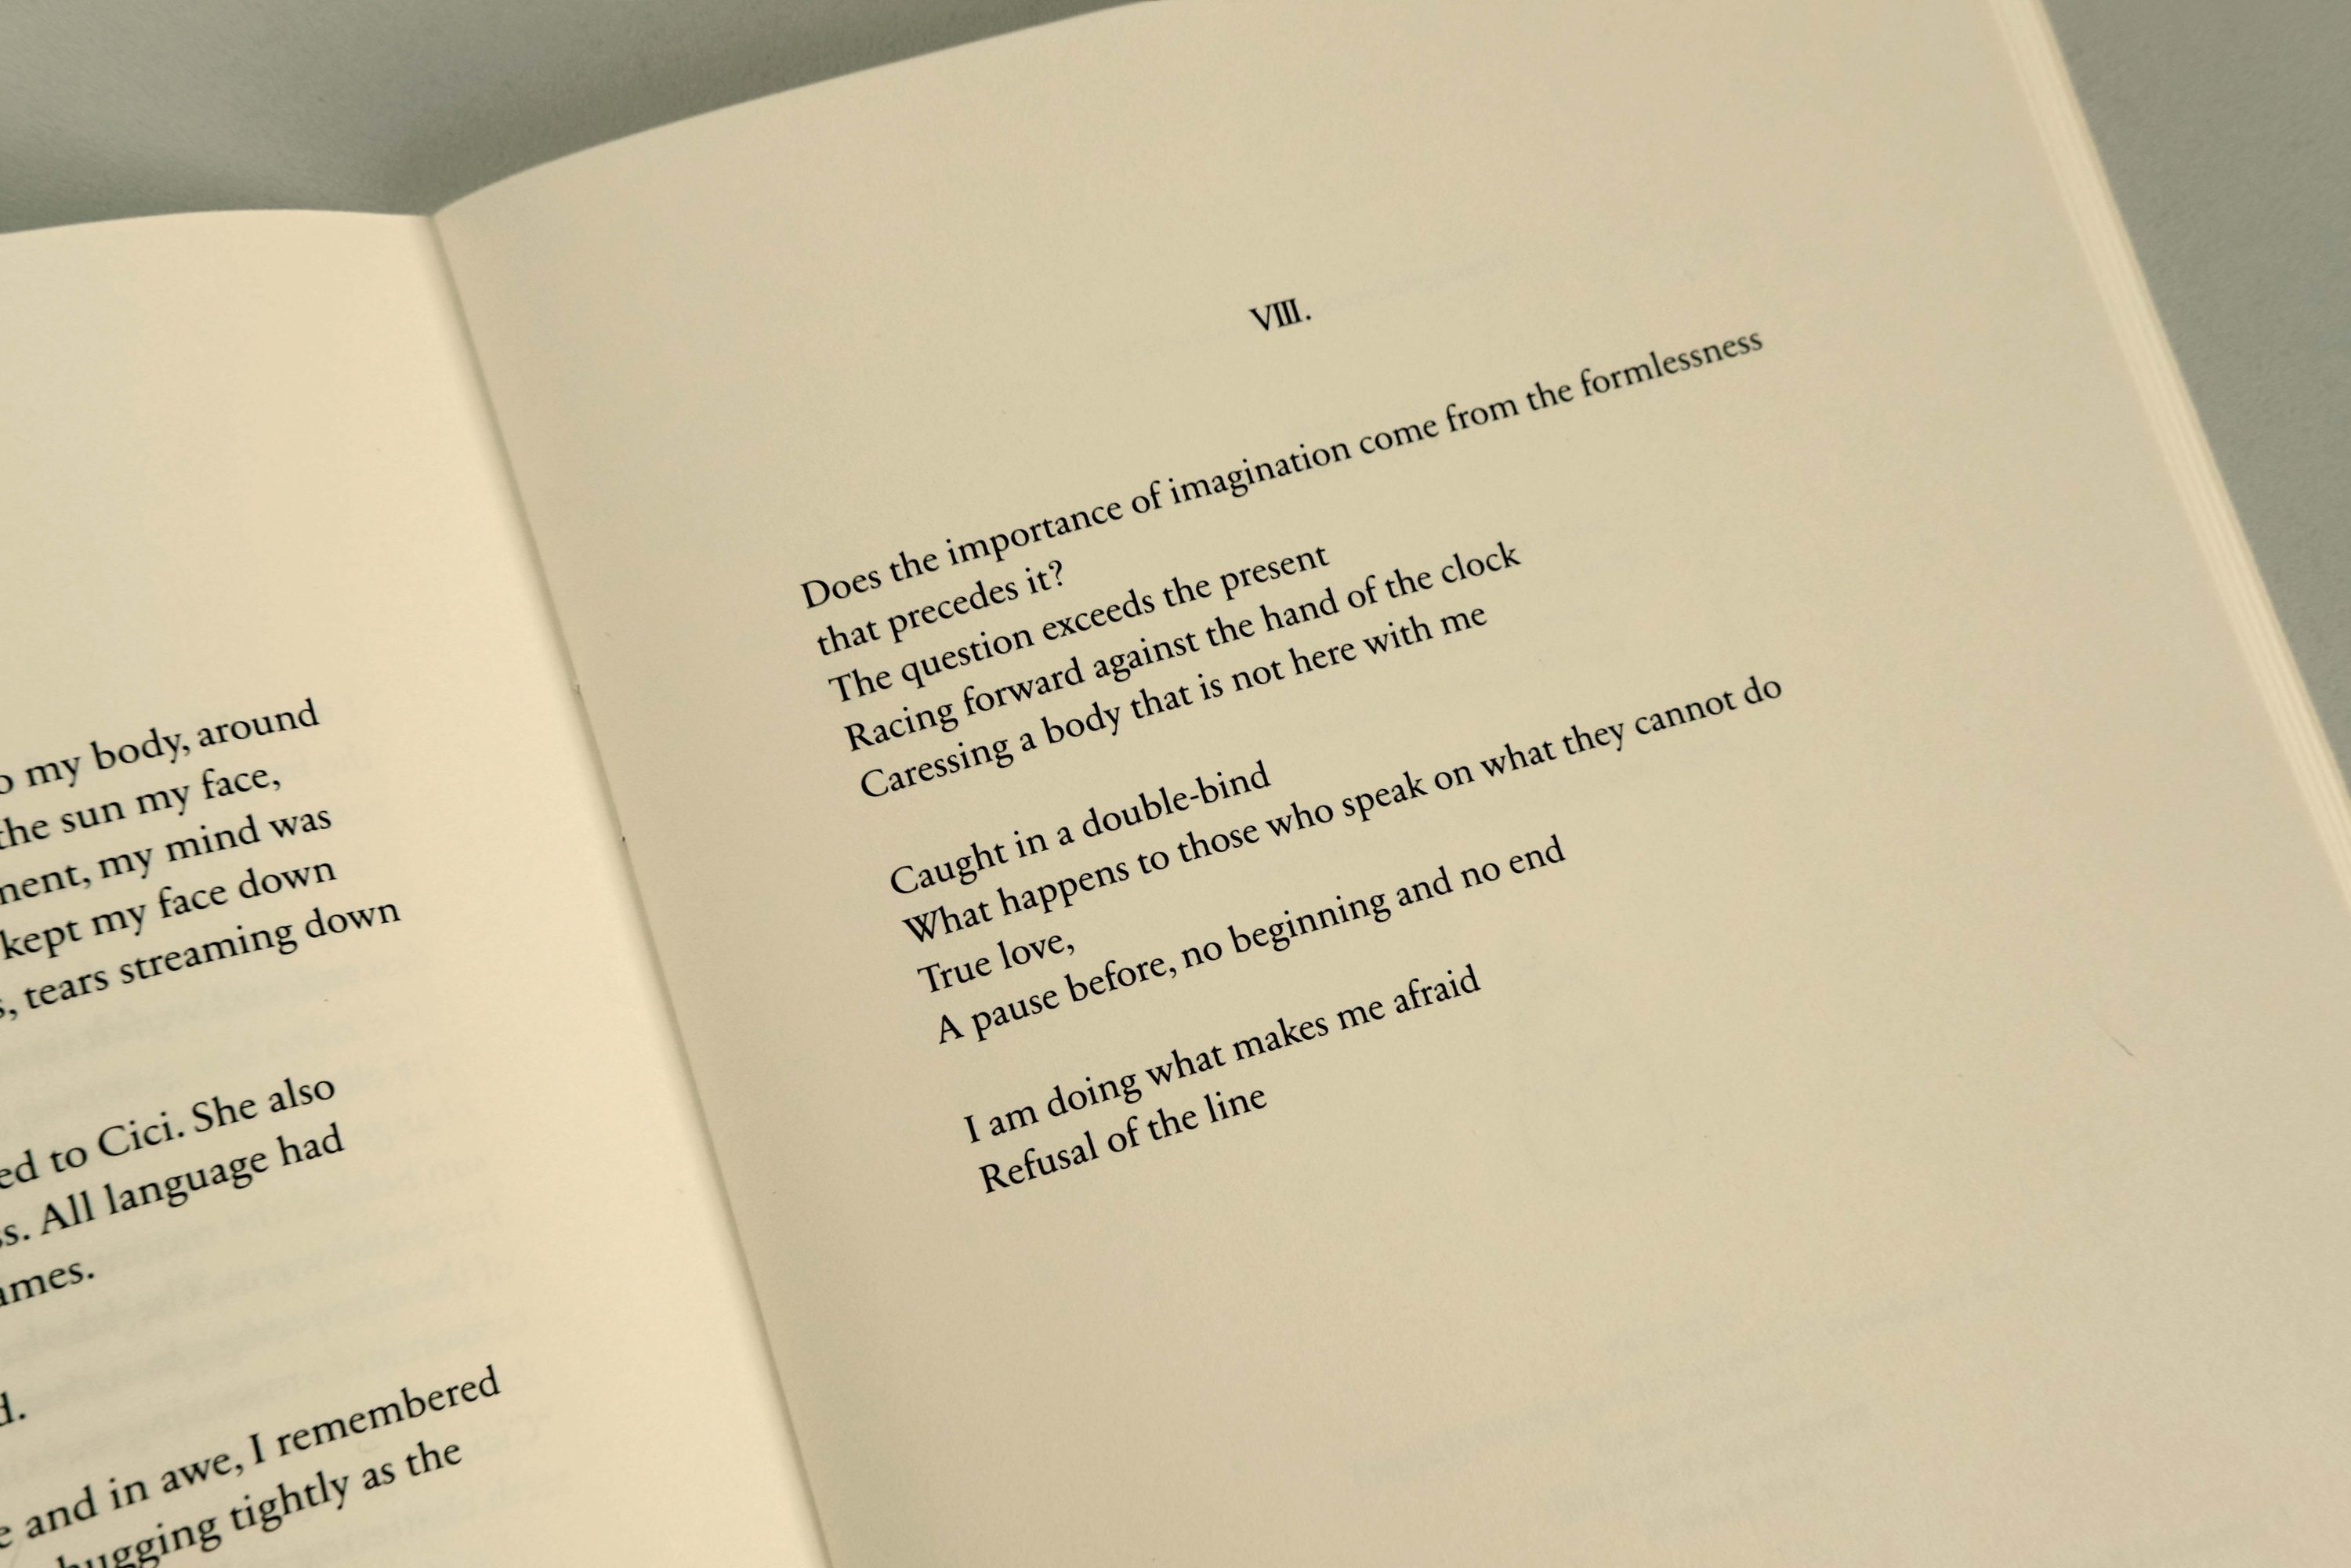 my body, around
the sun my face,
my mind was
kept my face down
tears streaming down
to Cici. She also
All language had
and in awe, I remembered
hugging tightly as the
VIII.
Does the importance of imagination come from the formlessness
that precedes it?
The question exceeds the present
Racing forward against the hand of the clock
Caressing a body that is not here with me
Caught in a double-bind
What happens to those who speak on what they cannot do
True love,
A pause before, no beginning and no end
I am doing what makes me afraid
Refusal of the line